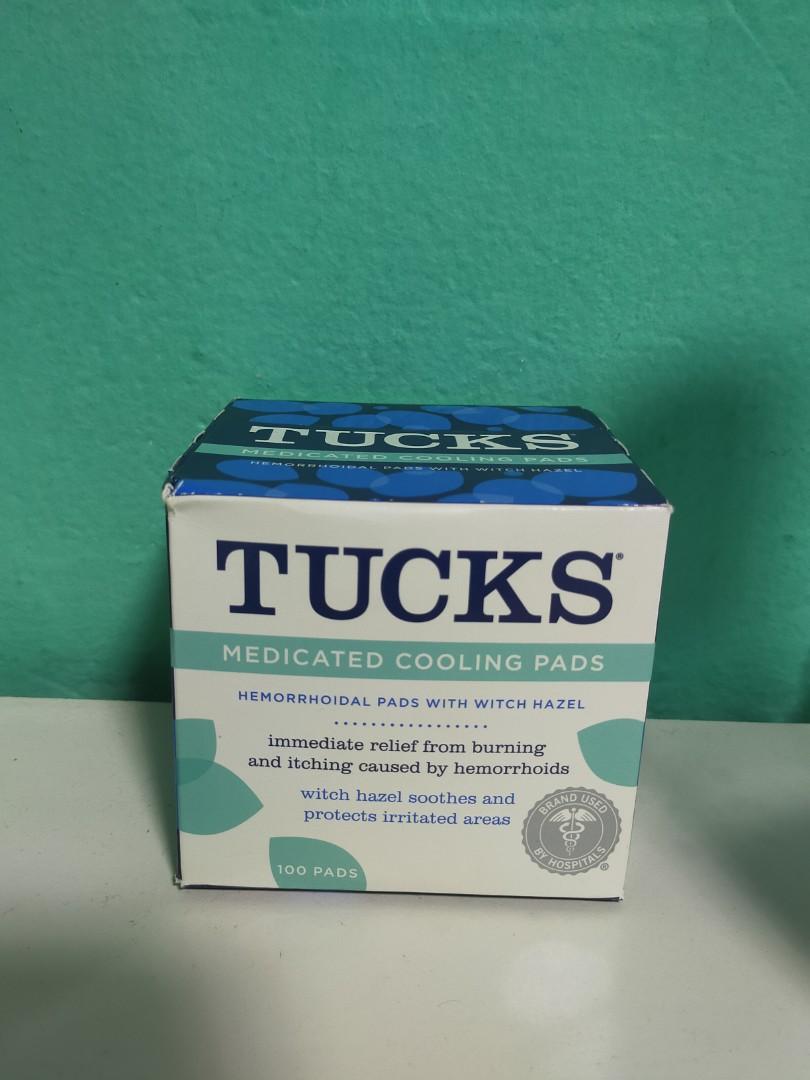 TUCKS
MEDICATED COOLING PADS
HEMORRHOIDAL PADS WITH WITCH HAZEL
TUCKS®
MEDICATED COOLING PADS
HEMORRHOIDAL PADS WITH WITCH HAZEL
immediate relief from burning
and itching caused by hemorrhoids
witch hazel soothes and
protects irritated areas
BRAND USED
BY HOSPITALS®
100 PADS